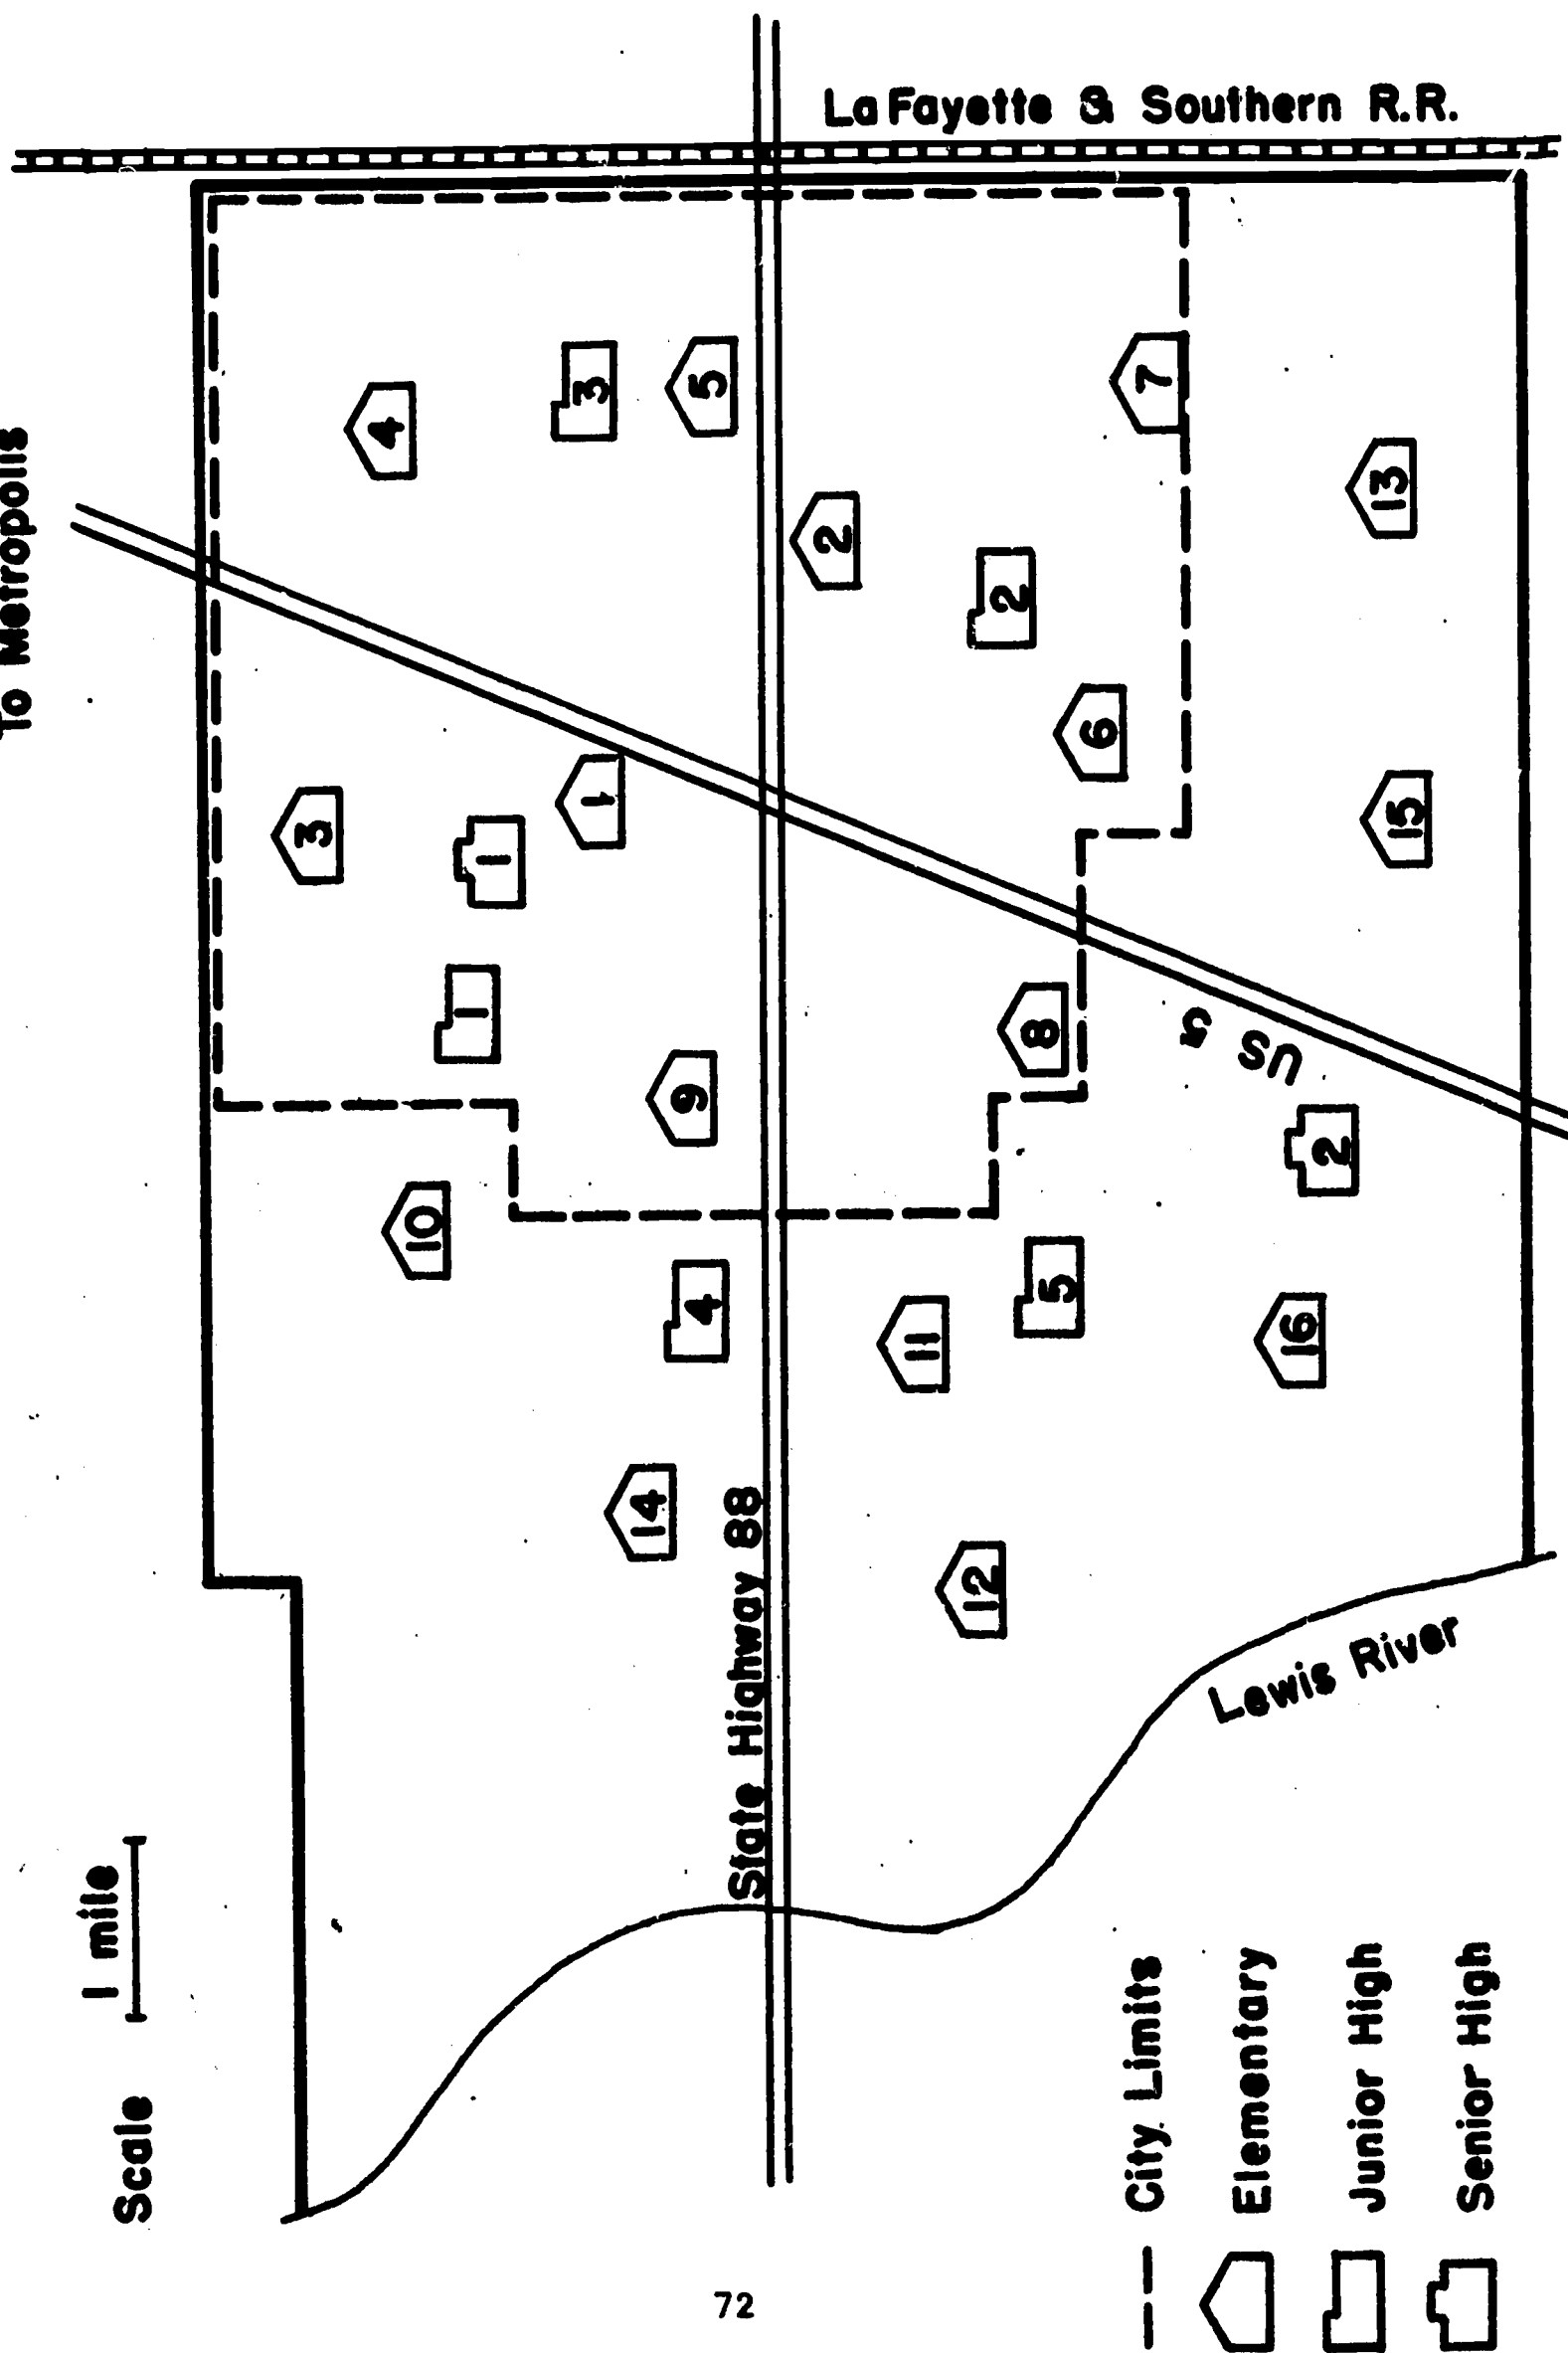 To Metropolis
LaFayette & Southern R.R.
Scale
1 mile
3
1
10
4
1
1
3
14
9
4
5
State Highway 88
2
11
12
2
8
5
6
7
US 5
16
2
13
15
Lewis River
City Limits
Elementary
Junior High
Senior High
72